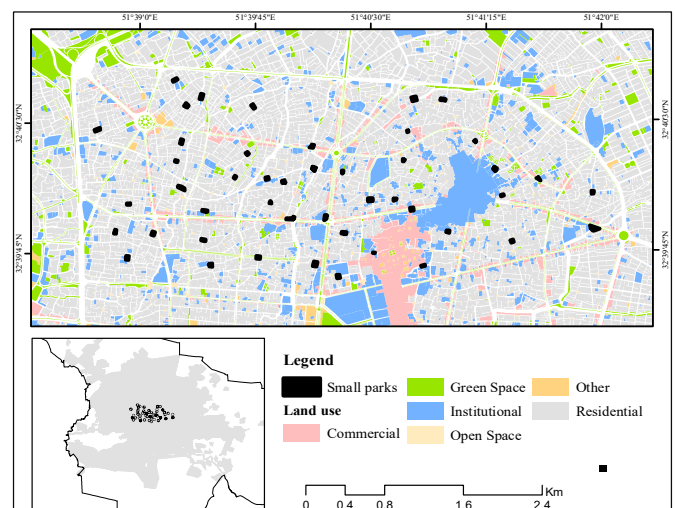 51°39'0"E 51°39'45"E 51°40'30"E 51°41'15"E 51°42'0"E
32°40'30"N 32°40'30"N
32°39'45"N 32°39'45"N
Legend
Small parks Green Space Other
Land use Institutional Residential
Commercial Open Space
Km
0 0.4 0.8 1.6 2.4